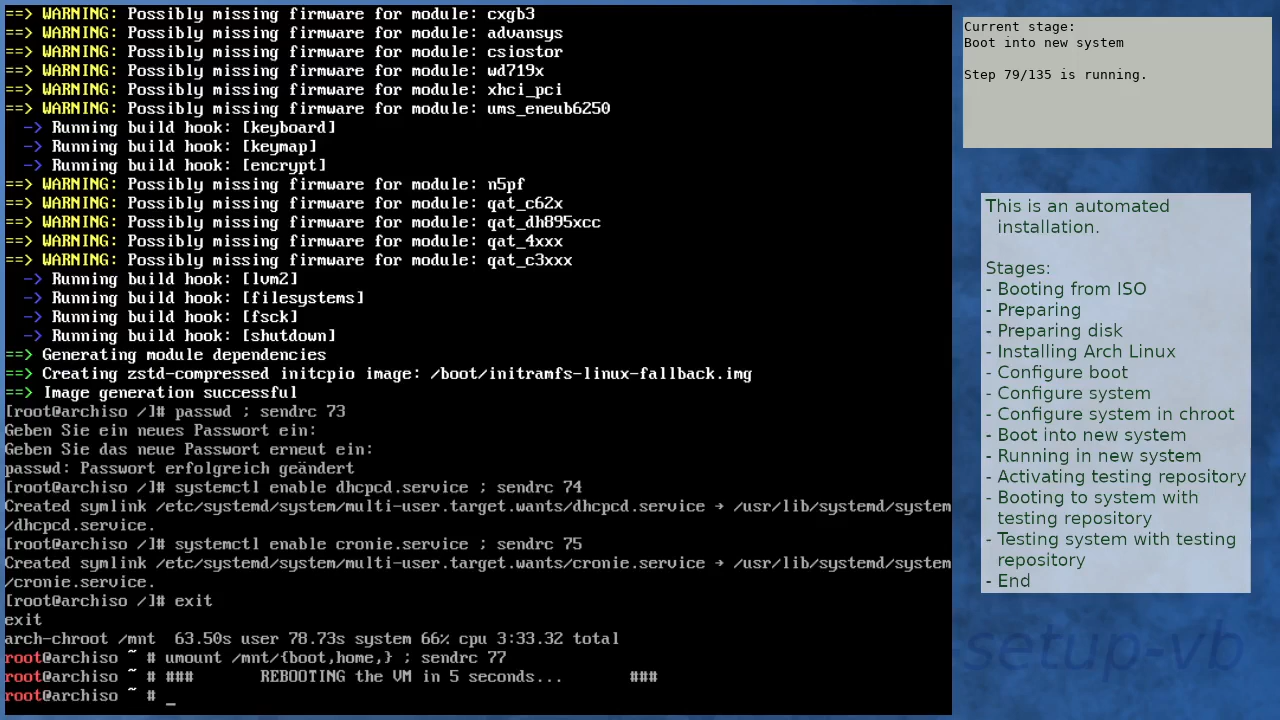 ==> WARNING: Possibly missing firmware for module: cxgb3
==> WARNING: Possibly missing firmware for module: advansys
==> WARNING: Possibly missing firmware for module: csiostor
==> WARNING: Possibly missing firmware for module: wd719x
==> WARNING: Possibly missing firmware for module: xhci_pci
==> WARNING: Possibly missing firmware for module: ums_eneub6250
-> Running build hook: [keyboard]
-> Running build hook: [keymap]
-> Running build hook: [encrypt]
==> WARNING: Possibly missing firmware for module: n5pf
==> WARNING: Possibly missing firmware for module: qat_c62x
==> WARNING: Possibly missing firmware for module: qat_dh895xcc
==> WARNING: Possibly missing firmware for module: qat_4xxx
==> WARNING: Possibly missing firmware for module: qat_c3xxx
-> Running build hook: [lvm2]
-> Running build hook: [filesystems]
-> Running build hook: [fsck]
-> Running build hook: [shutdown]
==> Generating module dependencies
==> Creating zstd-compressed initcpio image: /boot/initramfs-linux-fallback.img
==> Image generation successful
[root@archiso /]# passwd ; sendrc 73
Geben Sie ein neues Passwort ein:
Geben Sie das neue Passwort erneut ein:
passwd: Passwort erfolgreich geändert
[root@archiso /]# systemctl enable dhcpcd.service ; sendrc 74
Created symlink /etc/systemd/system/multi-user.target.wants/dhcpcd.service → /usr/lib/systemd/system
/dhcpcd.service.
[root@archiso /]# systemctl enable cronie.service ; sendrc 75
Created symlink /etc/systemd/system/multi-user.target.wants/cronie.service → /usr/lib/systemd/system
/cronie.service.
[root@archiso /]# exit
exit
arch-chroot /mnt  63.50s user 78.73s system 66% cpu 3:33.32 total
root@archiso ~ # umount /mnt/{boot,home,} ; sendrc 77
root@archiso ~ # ###       REBOOTING the VM in 5 seconds...       ###
root@archiso ~ # _
Current stage:
Boot into new system
Step 79/135 is running.
This is an automated
installation.
Stages:
- Booting from ISO
- Preparing
- Preparing disk
- Installing Arch Linux
- Configure boot
- Configure system
- Configure system in chroot
- Boot into new system
- Running in new system
- Activating testing repository
- Booting to system with
testing repository
- Testing system with testing
repository
- End
setup-vb